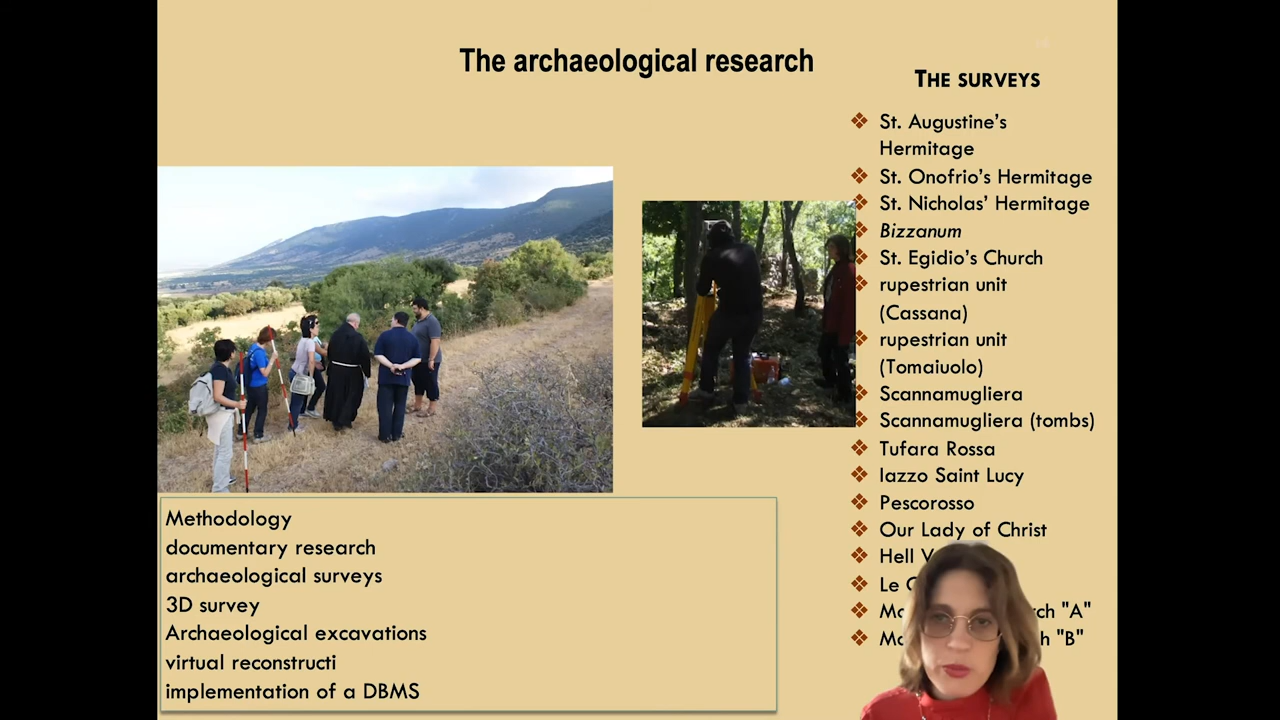 The archaeological research
THE SURVEYS
St. Augustine's
Hermitage
St. Onofrio's Hermitage
St. Nicholas' Hermitage
Bizzanum
St. Egidio's Church
rupestrian unit
(Cassana)
rupestrian unit
(Tomaiuolo)
Scannamugliera
Scannamugliera (tombs)
Tufara Rossa
Iazzo Saint Lucy
Pescorosso
Our Lady of Christ
Hell
Le
"A"
"B"
Methodology
documentary research
archaeological surveys
3D survey
Archaeological excavations
virtual reconstructi
implementation of a DBMS